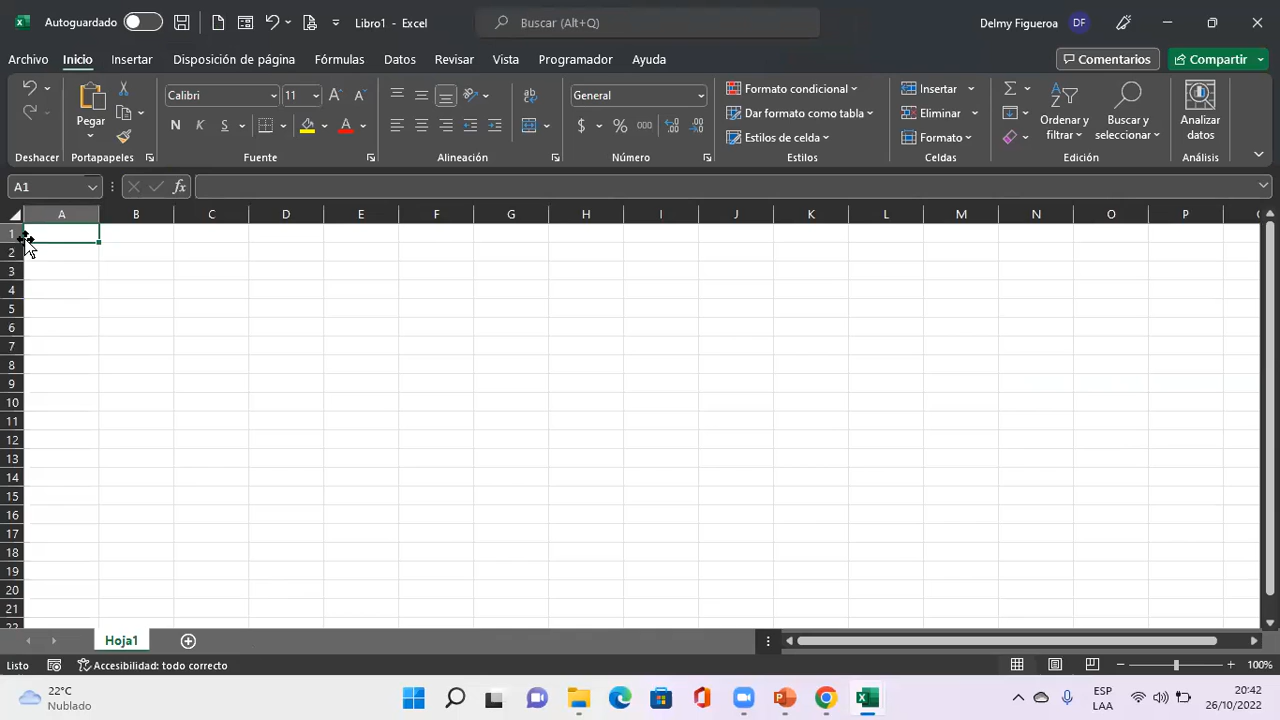 Autoguardado Libro1 - Excel Buscar (Alt+Q) Delmy Figueroa DF
Archivo Inicio Insertar Disposición de página Fórmulas Datos Revisar Vista Programador Ayuda Comentarios Compartir
Pegar Calibri 11 General $ % 000 Formato condicional Insertar
Dar formato como tabla Eliminar Ordenar y filtrar Buscar y seleccionar Analizar datos
N K S A Estilos de celda Formato
Deshacer Portapapeles Fuente Alineación Número Estilos Celdas Edición Análisis
A1 fx
A B C D E F G H I J K L M N O P
1
2
3
4
5
6
7
8
9
10
11
12
13
14
15
16
17
18
19
20
21
22
Hoja1
Listo Accesibilidad: todo correcto 100%
22°C ESP 20:42
Nublado LAA 26/10/2022